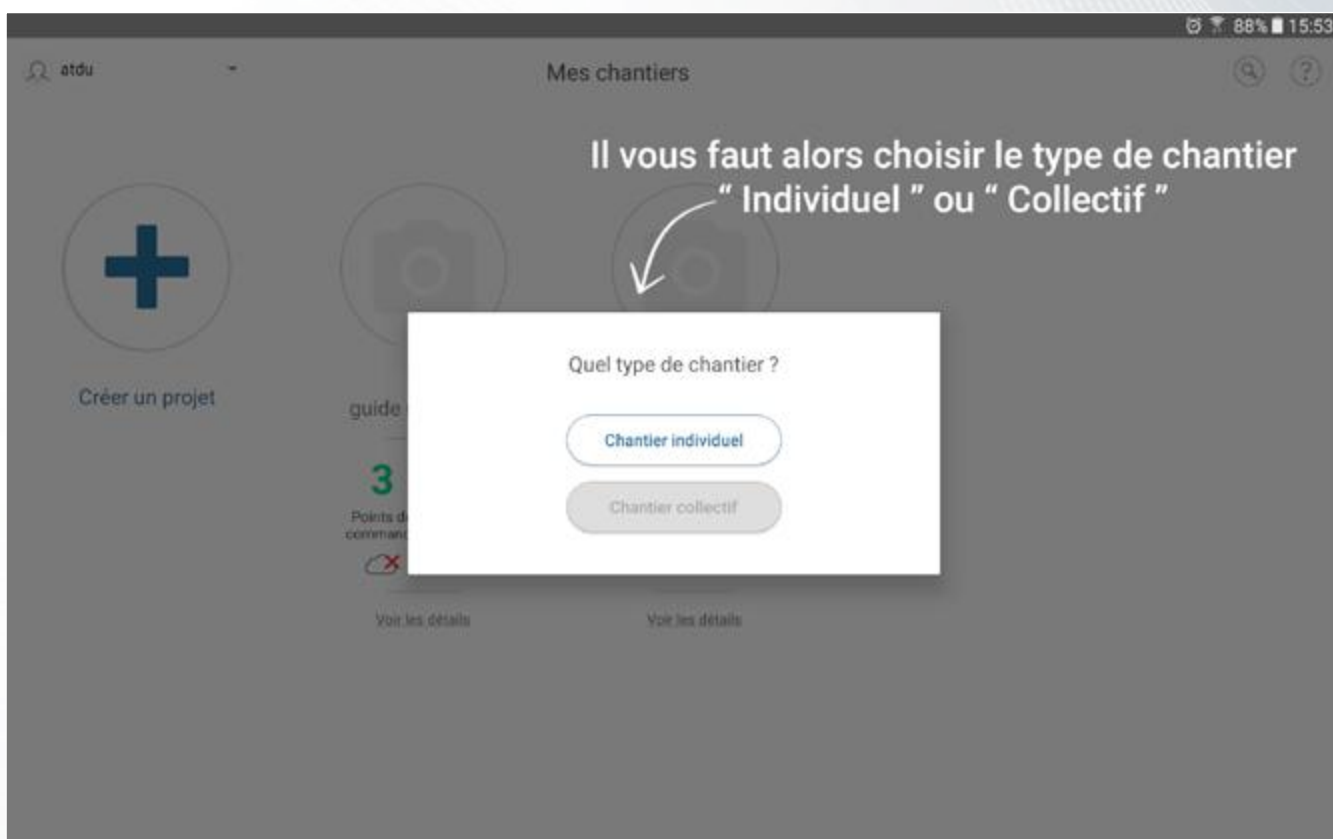 88% 15:53
atdu
Mes chantiers
?
Il vous faut alors choisir le type de chantier
“ Individuel ” ou “ Collectif ”
Quel type de chantier ?
Créer un projet
guide
Chantier individuel
3
Points d
command
Chantier collectif
Voir les détails
Voir les détails